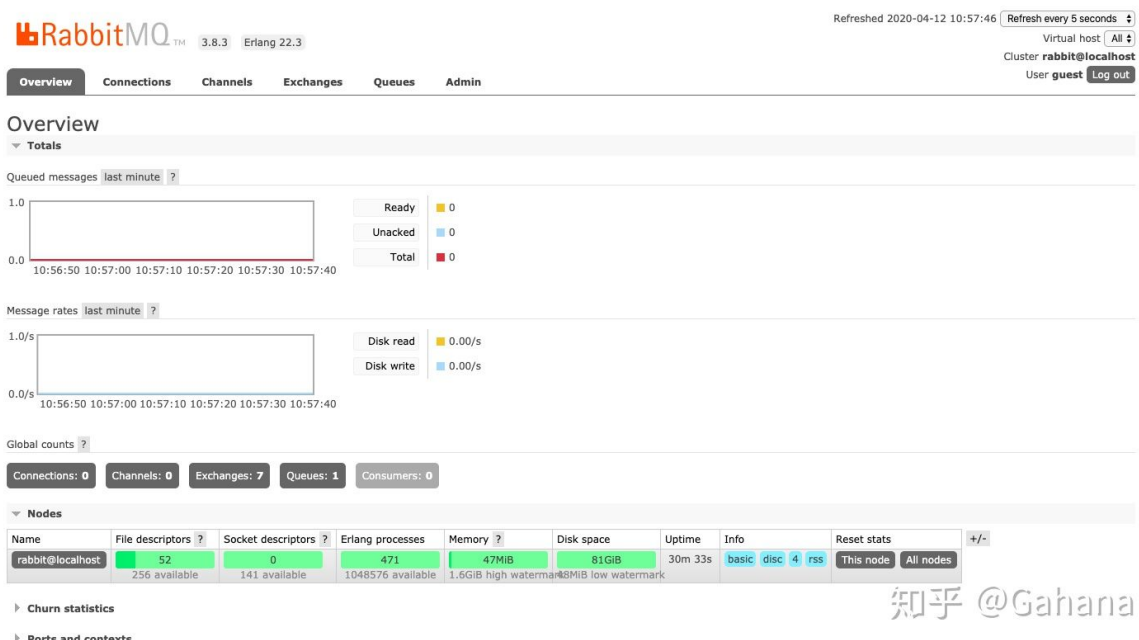 Refreshed 2020-04-12 10:57:46 Refresh every 5 seconds
RabbitMQ TM 3.8.3 Erlang 22.3
Virtual host All
Cluster rabbit@localhost
User guest Log out
Overview Connections Channels Exchanges Queues Admin
Overview
Totals
Queued messages last minute ?
1.0
0.0
10:56:50 10:57:00 10:57:10 10:57:20 10:57:30 10:57:40
Ready 0
Unacked 0
Total 0
Message rates last minute ?
1.0/s
0.0/s
10:56:50 10:57:00 10:57:10 10:57:20 10:57:30 10:57:40
Disk read 0.00/s
Disk write 0.00/s
Global counts ?
Connections: 0 Channels: 0 Exchanges: 7 Queues: 1 Consumers: 0
Nodes
Name File descriptors ? Socket descriptors ? Erlang processes Memory ? Disk space Uptime Info Reset stats +/-
rabbit@localhost 52 0 471 47MiB 81GiB 30m 33s basic disc 4 rss This node All nodes
256 available 141 available 1048576 available 1.6GiB high watermark 48MiB low watermark
Churn statistics
Ports and contexts
知乎 @Gahana